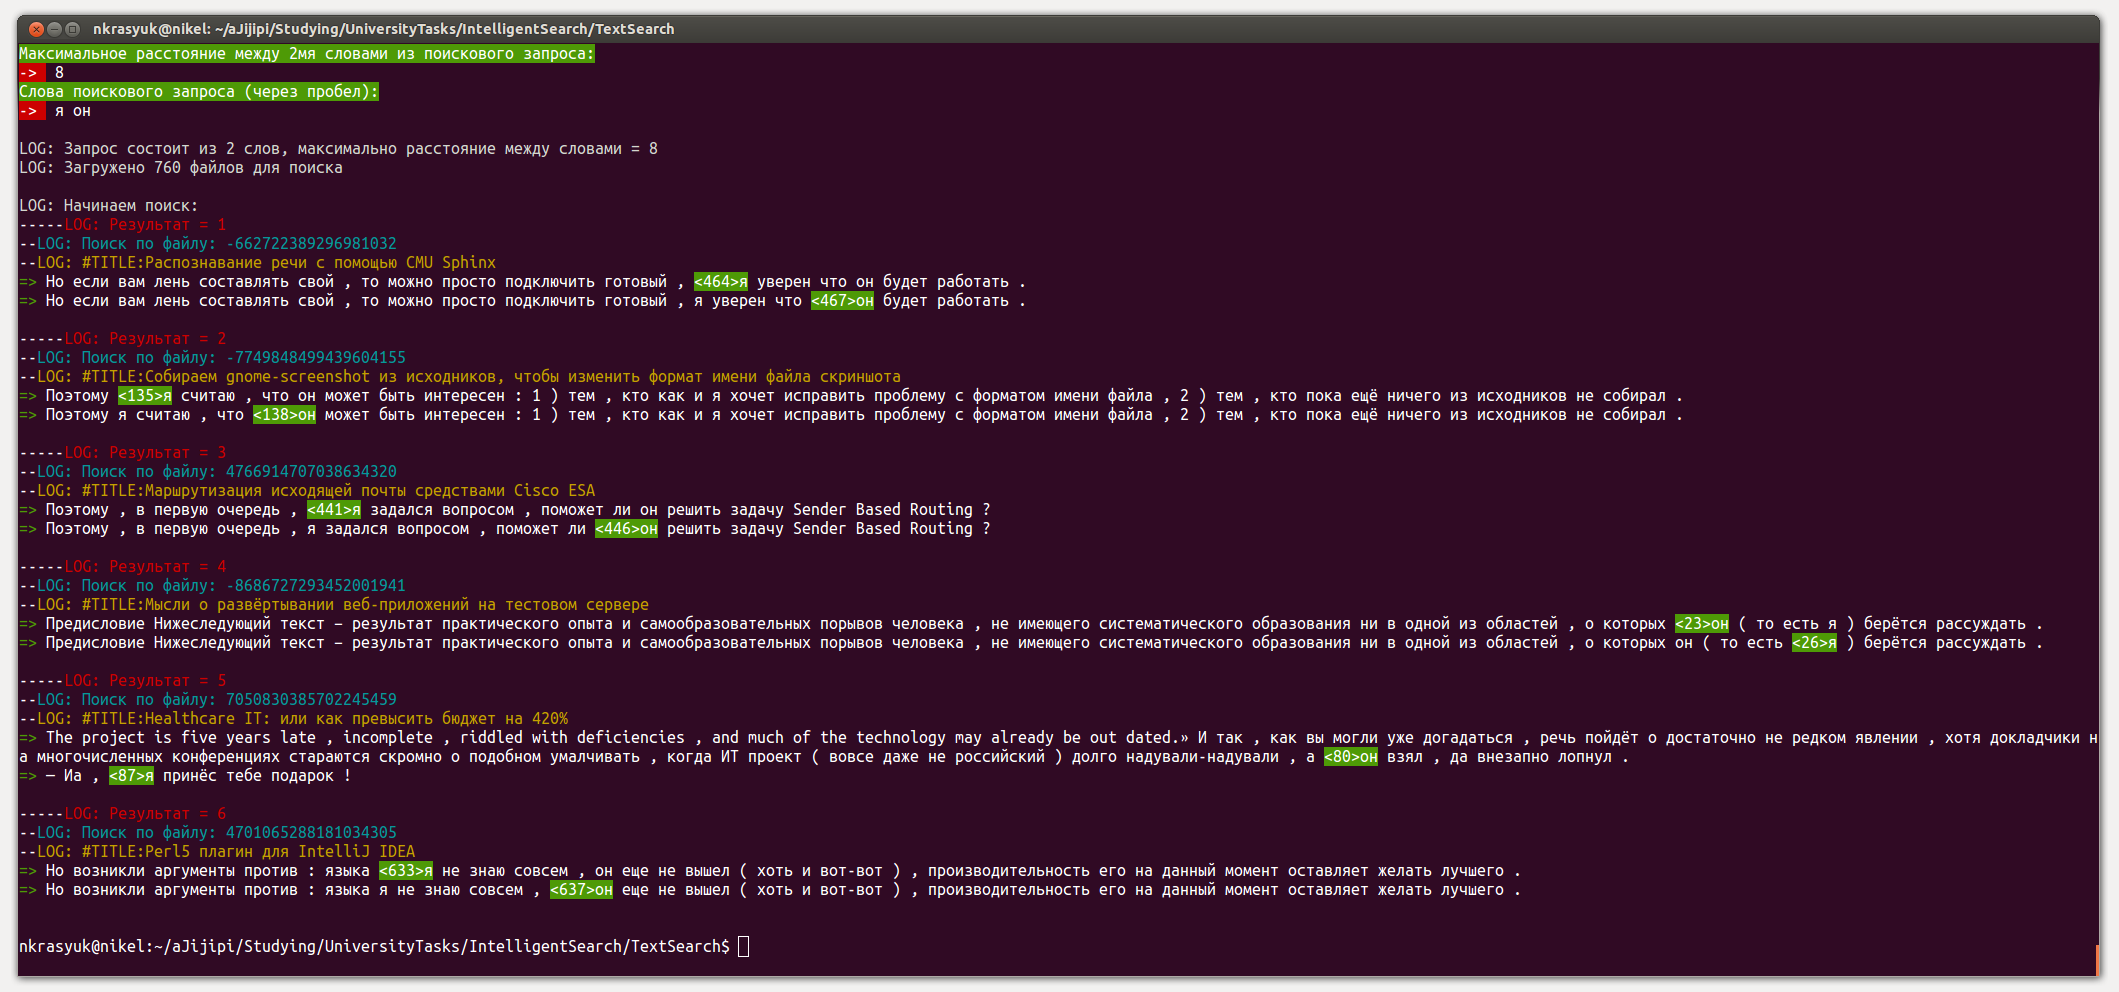 nkrasyuk@nikel: ~/aJijipi/Studying/UniversityTasks/IntelligentSearch/TextSearch
Максимальное расстояние между 2мя словами из поискового запроса:
-> 8
Слова поискового запроса (через пробел):
-> я он
LOG: Запрос состоит из 2 слов, максимально расстояние между словами = 8
LOG: Загружено 760 файлов для поиска
LOG: Начинаем поиск:
-----LOG: Результат = 1
--LOG: Поиск по файлу: -662722389296981032
--LOG: #TITLE:Распознавание речи с помощью CMU Sphinx
=> Но если вам лень составлять свой , то можно просто подключить готовый , <464>я уверен что он будет работать .
=> Но если вам лень составлять свой , то можно просто подключить готовый , я уверен что <467>он будет работать .
-----LOG: Результат = 2
--LOG: Поиск по файлу: -7749848499439604155
--LOG: #TITLE:Собираем gnome-screenshot из исходников, чтобы изменить формат имени файла скриншота
=> Поэтому <135>я считаю , что он может быть интересен : 1 ) тем , кто как и я хочет исправить проблему с форматом имени файла , 2 ) тем , кто пока ещё ничего из исходников не собирал .
=> Поэтому я считаю , что <138>он может быть интересен : 1 ) тем , кто как и я хочет исправить проблему с форматом имени файла , 2 ) тем , кто пока ещё ничего из исходников не собирал .
-----LOG: Результат = 3
--LOG: Поиск по файлу: 4766914707038634320
--LOG: #TITLE:Маршрутизация исходящей почты средствами Cisco ESA
=> Поэтому , в первую очередь , <441>я задался вопросом , поможет ли он решить задачу Sender Based Routing ?
=> Поэтому , в первую очередь , я задался вопросом , поможет ли <446>он решить задачу Sender Based Routing ?
-----LOG: Результат = 4
--LOG: Поиск по файлу: -8686727293452001941
--LOG: #TITLE:Мысли о развёртывании веб-приложений на тестовом сервере
=> Предисловие Нижеследующий текст — результат практического опыта и самообразовательных порывов человека , не имеющего систематического образования ни в одной из областей , о которых <23>он ( то есть я ) берётся рассуждать .
=> Предисловие Нижеследующий текст — результат практического опыта и самообразовательных порывов человека , не имеющего систематического образования ни в одной из областей , о которых он ( то есть <26>я ) берётся рассуждать .
-----LOG: Результат = 5
--LOG: Поиск по файлу: 7050830385702245459
--LOG: #TITLE:Healthcare IT: или как превысить бюджет на 420%
=> The project is five years late , incomplete , riddled with deficiencies , and much of the technology may already be out dated.» И так , как вы могли уже догадаться , речь пойдёт о достаточно не редком явлении , хотя докладчики н
а многочисленных конференциях стараются скромно о подобном умалчивать , когда ИТ проект ( вовсе даже не российский ) долго надували-надували , а <80>он взял , да внезапно лопнул .
=> — Иа , <87>я принёс тебе подарок !
-----LOG: Результат = 6
--LOG: Поиск по файлу: 4701065288181034305
--LOG: #TITLE:Perl5 плагин для IntelliJ IDEA
=> Но возникли аргументы против : языка <633>я не знаю совсем , он еще не вышел ( хоть и вот-вот ) , производительность его на данный момент оставляет желать лучшего .
=> Но возникли аргументы против : языка я не знаю совсем , <637>он еще не вышел ( хоть и вот-вот ) , производительность его на данный момент оставляет желать лучшего .
nkrasyuk@nikel:~/aJijipi/Studying/UniversityTasks/IntelligentSearch/TextSearch$